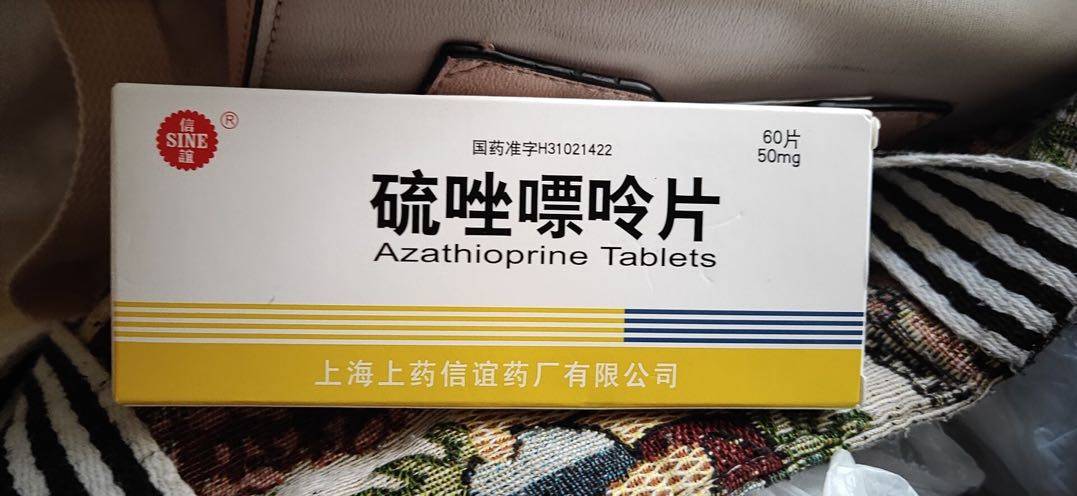 信
SINE
誼
®
60片
50mg
国药准字H31021422
硫唑嘌呤片
Azathioprine Tablets
上海上药信谊药厂有限公司